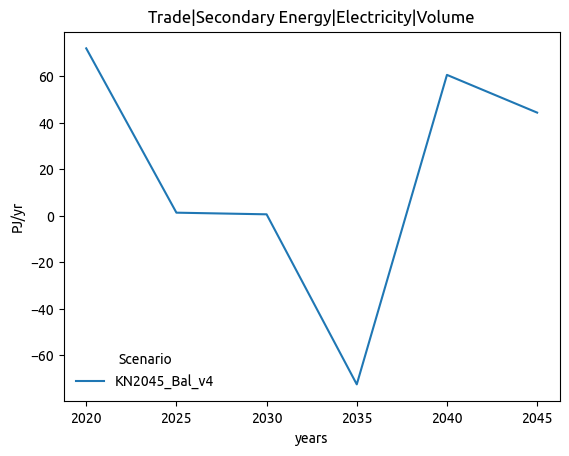 Trade|Secondary Energy|Electricity|Volume
PJ/yr
60
40
20
0
−20
−40
−60
Scenario
KN2045_Bal_v4
2020 2025 2030 2035 2040 2045
years